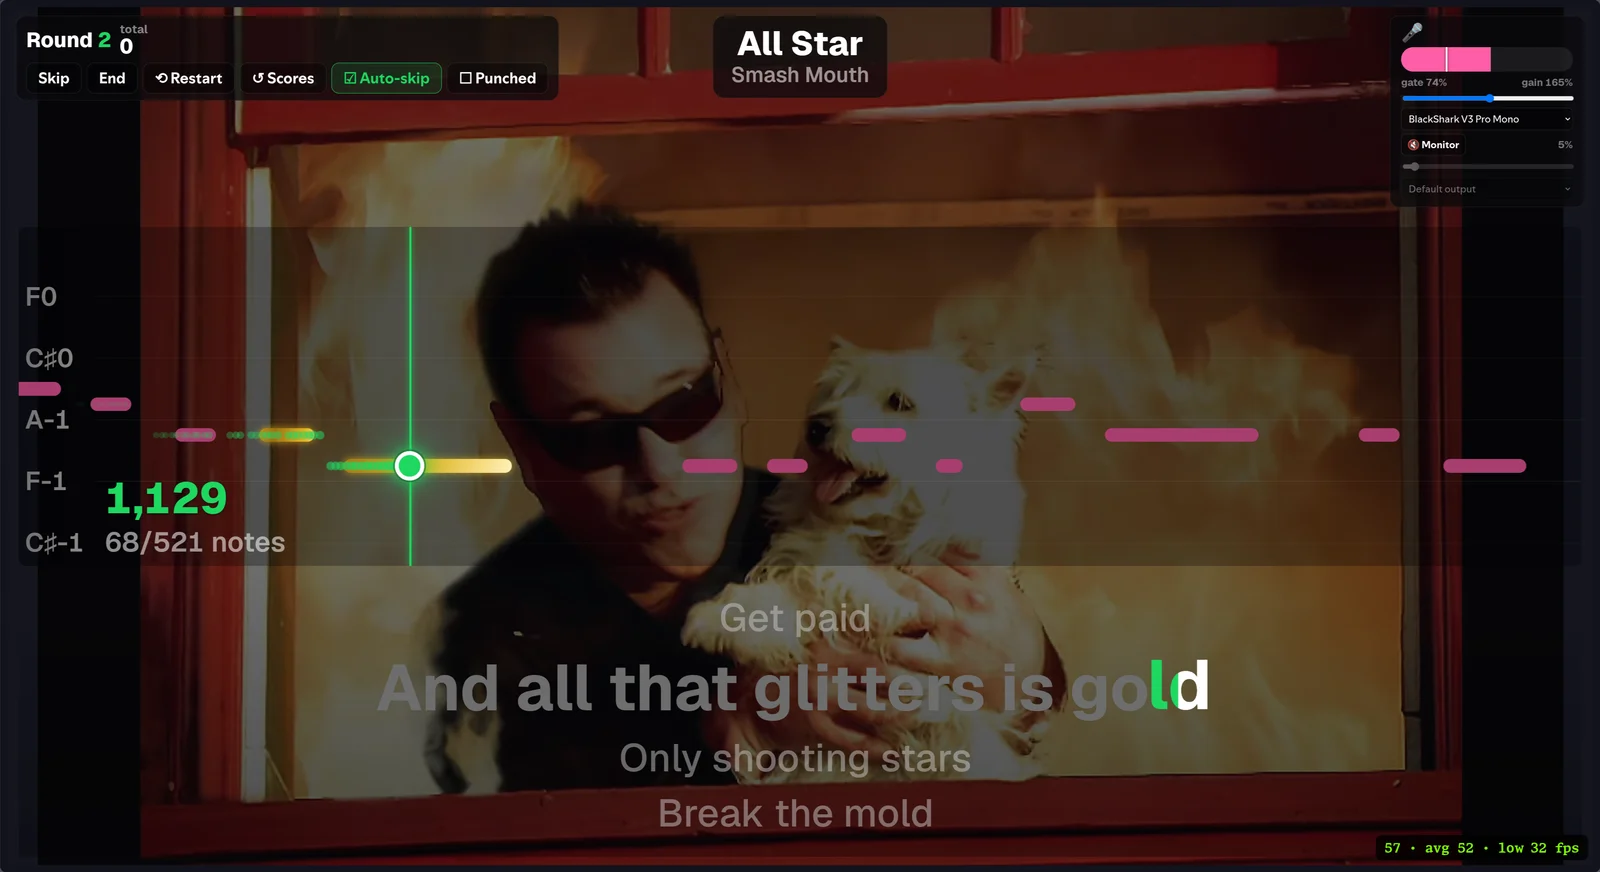 Round 2 total 0
Skip End ⟲ Restart ↺ Scores ☑ Auto-skip ☐ Punched
All Star
Smash Mouth
gate 74% gain 165%
BlackShark V3 Pro Mono
Monitor 5%
Default output
F0
C♯0
A-1
F-1
C♯-1
1,129
68/521 notes
Get paid
And all that glitters is gold
Only shooting stars
Break the mold
57 · avg 52 · low 32 fps